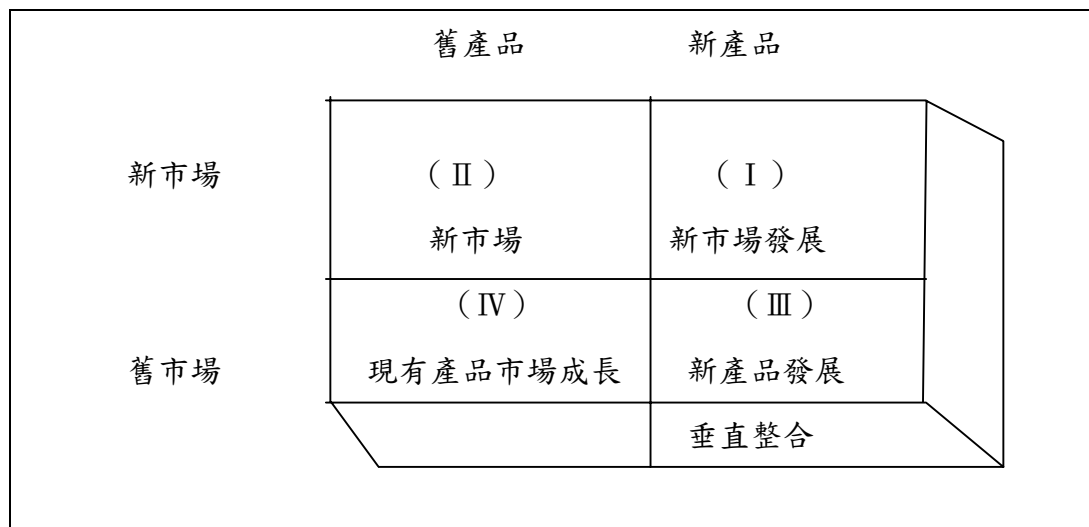 舊產品 新產品
新市場 （Ⅱ） （Ⅰ）
新市場 新市場發展
（Ⅳ） （Ⅲ）
舊市場 現有產品市場成長 新產品發展
垂直整合